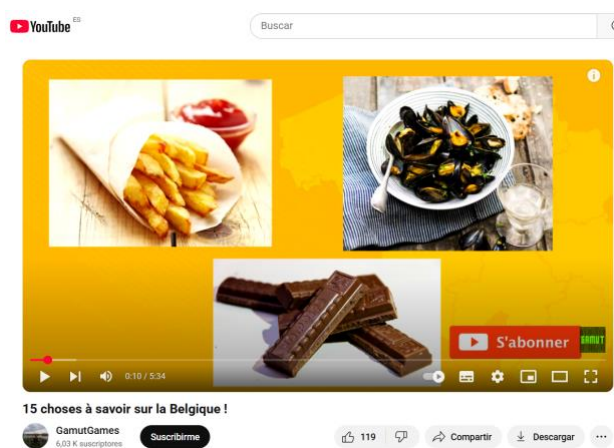 YouTube ES
Buscar
S'abonner
GAMUT
0:10 / 5:34
15 choses à savoir sur la Belgique !
GamutGames
6,03 K suscriptores
Suscribirme
119
Compartir
Descargar